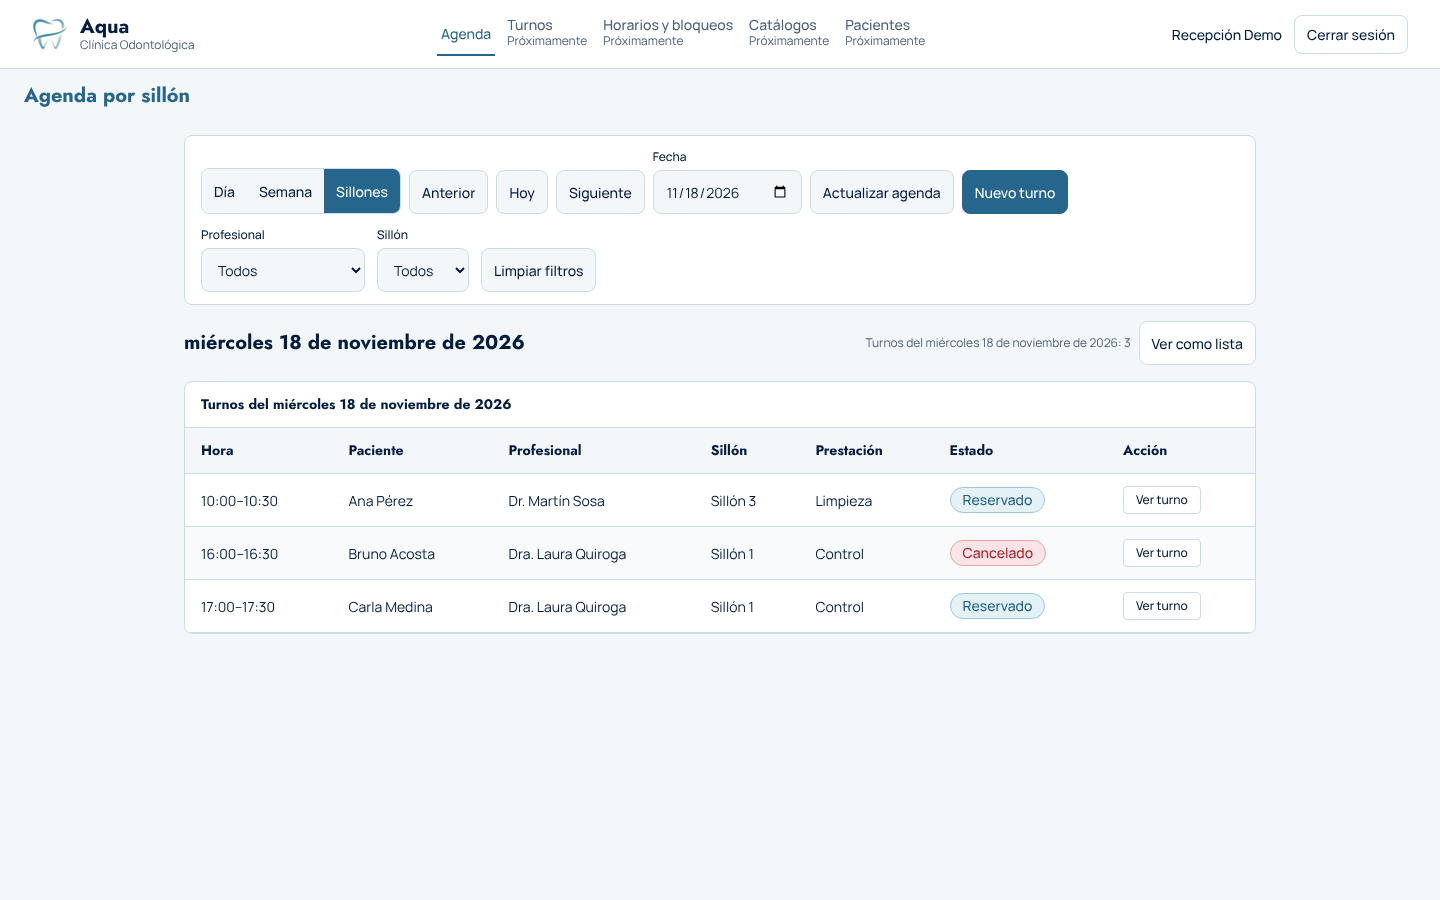 Aqua
Clínica Odontológica
Agenda
Turnos
Próximamente
Horarios y bloqueos
Próximamente
Catálogos
Próximamente
Pacientes
Próximamente
Recepción Demo
Cerrar sesión
Agenda por sillón
Fecha
Día Semana Sillones Anterior Hoy Siguiente 11/18/2026 Actualizar agenda Nuevo turno
Profesional Sillón
Todos Todos Limpiar filtros
miércoles 18 de noviembre de 2026
Turnos del miércoles 18 de noviembre de 2026: 3
Ver como lista
Turnos del miércoles 18 de noviembre de 2026
Hora Paciente Profesional Sillón Prestación Estado Acción
10:00–10:30 Ana Pérez Dr. Martín Sosa Sillón 3 Limpieza Reservado Ver turno
16:00–16:30 Bruno Acosta Dra. Laura Quiroga Sillón 1 Control Cancelado Ver turno
17:00–17:30 Carla Medina Dra. Laura Quiroga Sillón 1 Control Reservado Ver turno